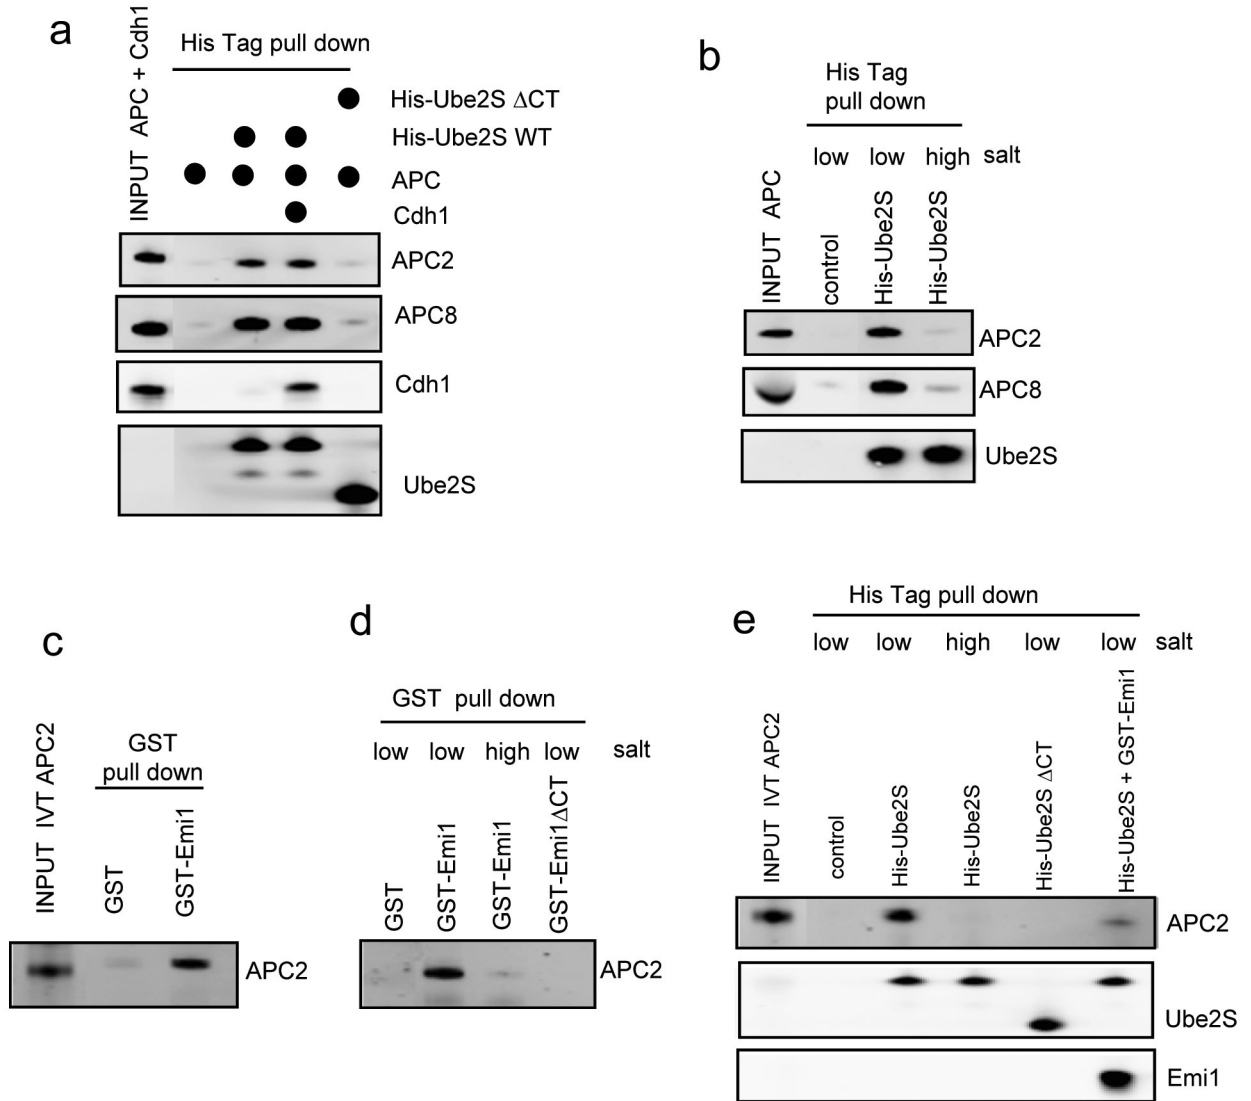 a
INPUT APC + Cdh1
His Tag pull down
His-Ube2S ΔCT
His-Ube2S WT
APC
Cdh1
APC2
APC8
Cdh1
Ube2S
b
His Tag
pull down
low low high salt
INPUT APC
control
His-Ube2S
His-Ube2S
APC2
APC8
Ube2S
c
INPUT IVT APC2
GST
pull down
GST
GST-Emi1
APC2
d
GST pull down
low low high low salt
GST
GST-Emi1
GST-Emi1
GST-Emi1ΔCT
APC2
e
His Tag pull down
low low high low low salt
INPUT IVT APC2
control
His-Ube2S
His-Ube2S
His-Ube2S ΔCT
His-Ube2S + GST-Emi1
APC2
Ube2S
Emi1